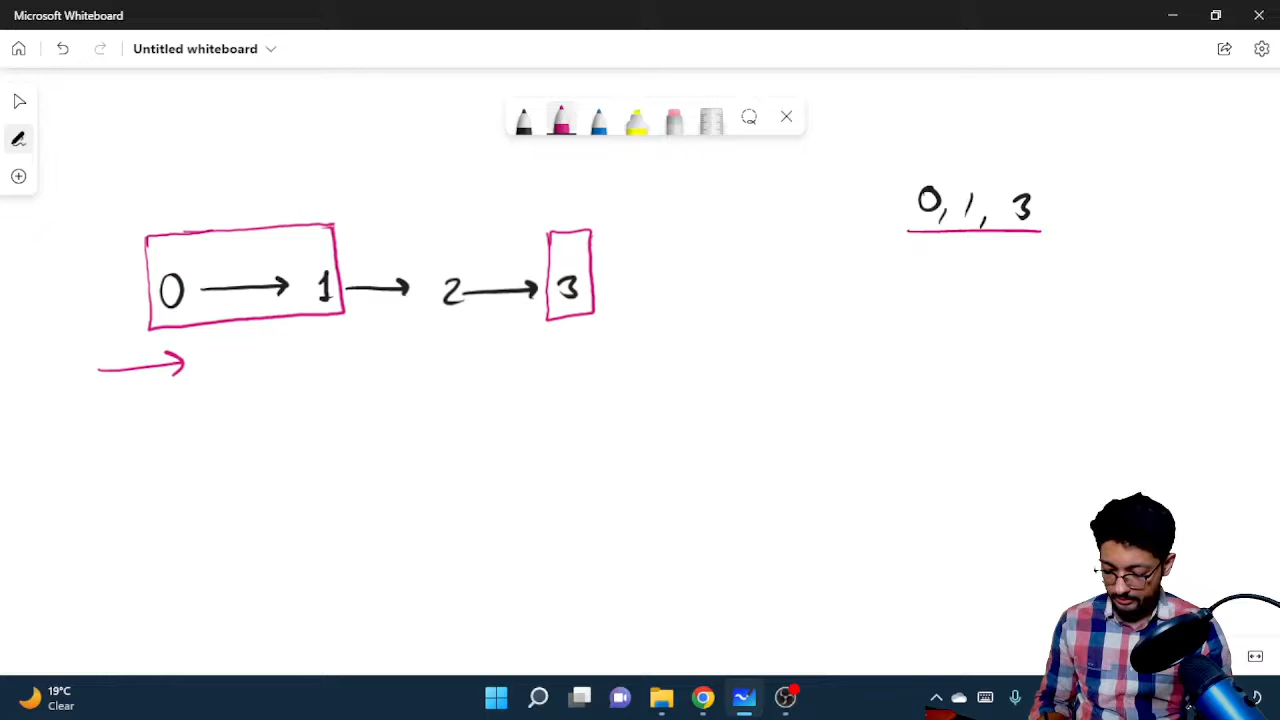 Microsoft Whiteboard
Untitled whiteboard
0, 1, 3
0 → 1 → 2 → 3
19°C
Clear